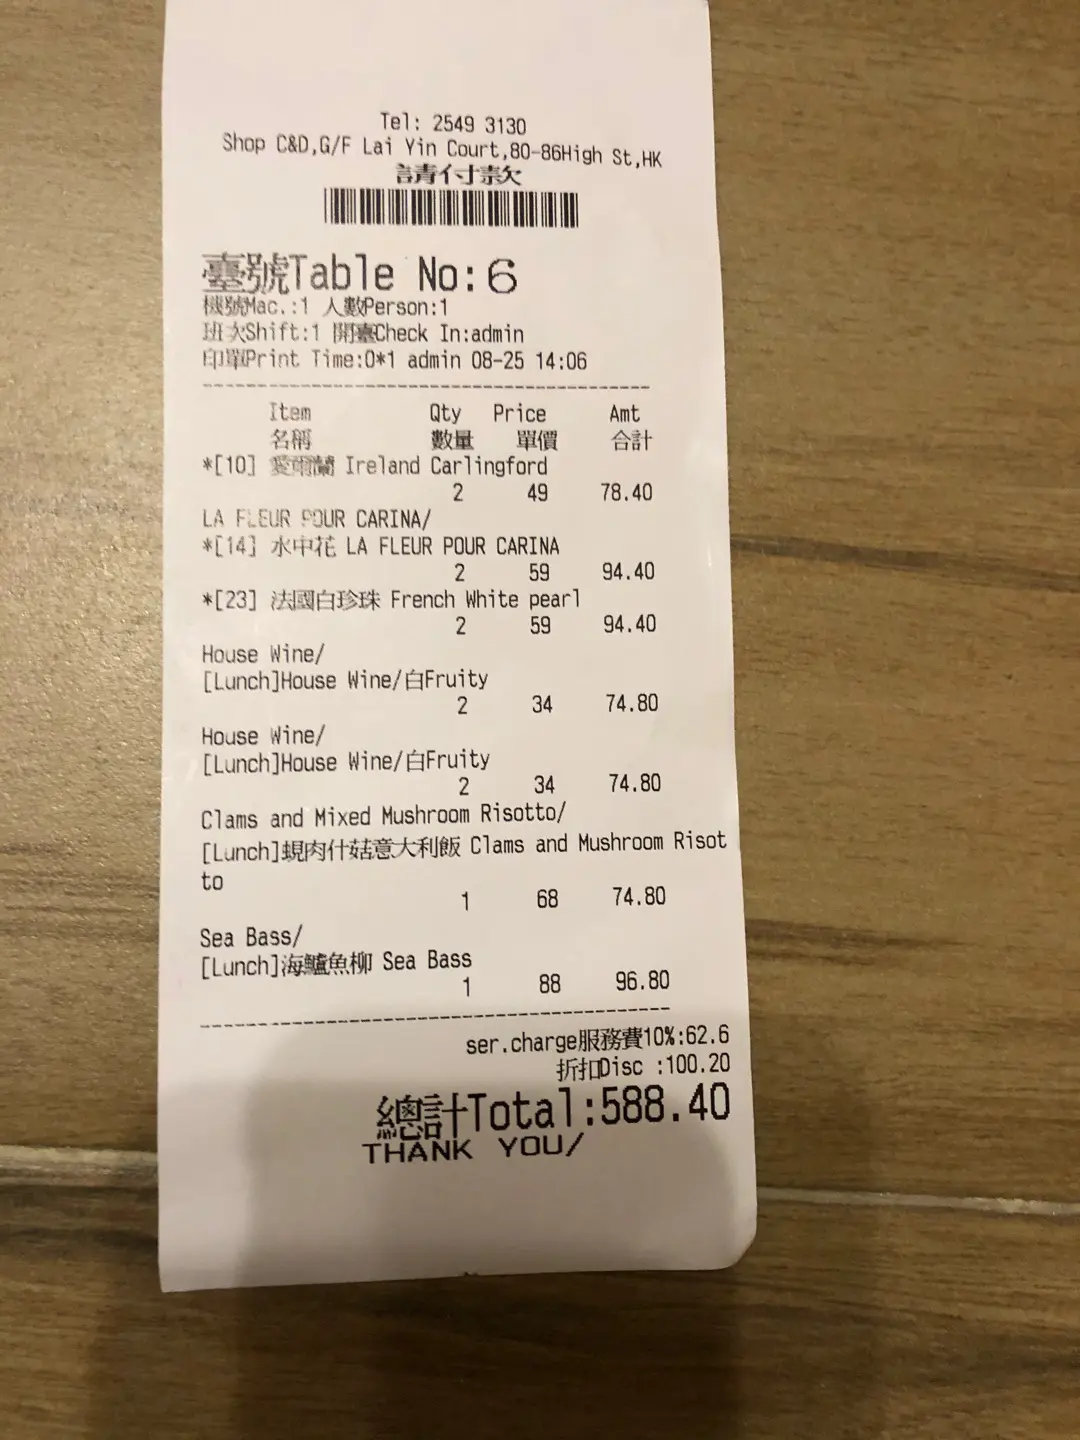 Tel: 2549 3130
Shop C&D,G/F Lai Yin Court,80-86High St,HK
請付款
臺號Table No:6
機號Mac.:1 人數Person:1
班次Shift:1 開臺Check In:admin
印單Print Time:0*1 admin 08-25 14:06
Item Qty Price Amt
名稱 數量 單價 合計
*[10] 愛爾蘭 Ireland Carlingford
2 49 78.40
LA FLEUR POUR CARINA/
*[14] 水中花 LA FLEUR POUR CARINA
2 59 94.40
*[23] 法國白珍珠 French White pearl
2 59 94.40
House Wine/
[Lunch]House Wine/白Fruity
2 34 74.80
House Wine/
[Lunch]House Wine/白Fruity
2 34 74.80
Clams and Mixed Mushroom Risotto/
[Lunch]蜆肉什菇意大利飯 Clams and Mushroom Risot
to
1 68 74.80
Sea Bass/
[Lunch]海鱸魚柳 Sea Bass
1 88 96.80
ser.charge服務費10%:62.6
折扣Disc :100.20
總計Total:588.40
THANK YOU/